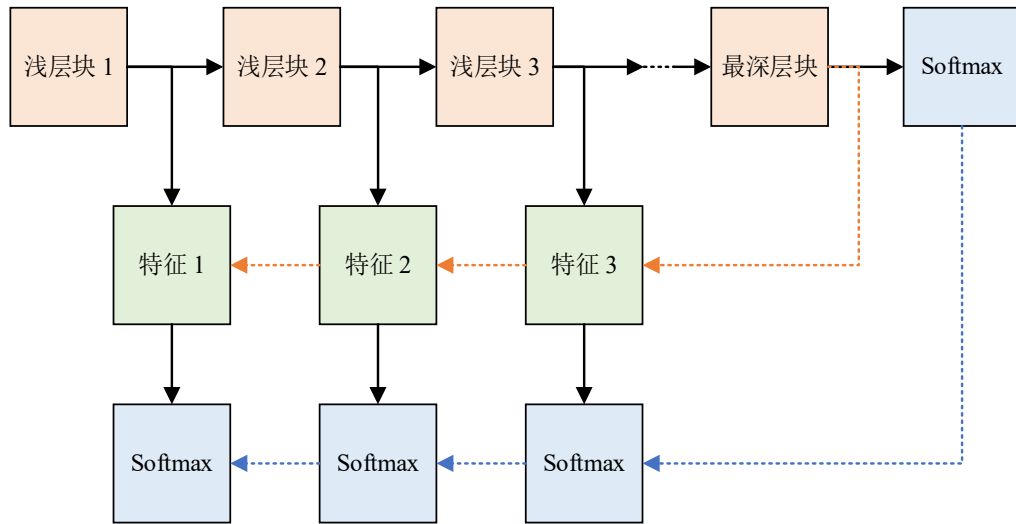 浅层块 1
浅层块 2
浅层块 3
最深层块
Softmax
特征 1
特征 2
特征 3
Softmax
Softmax
Softmax